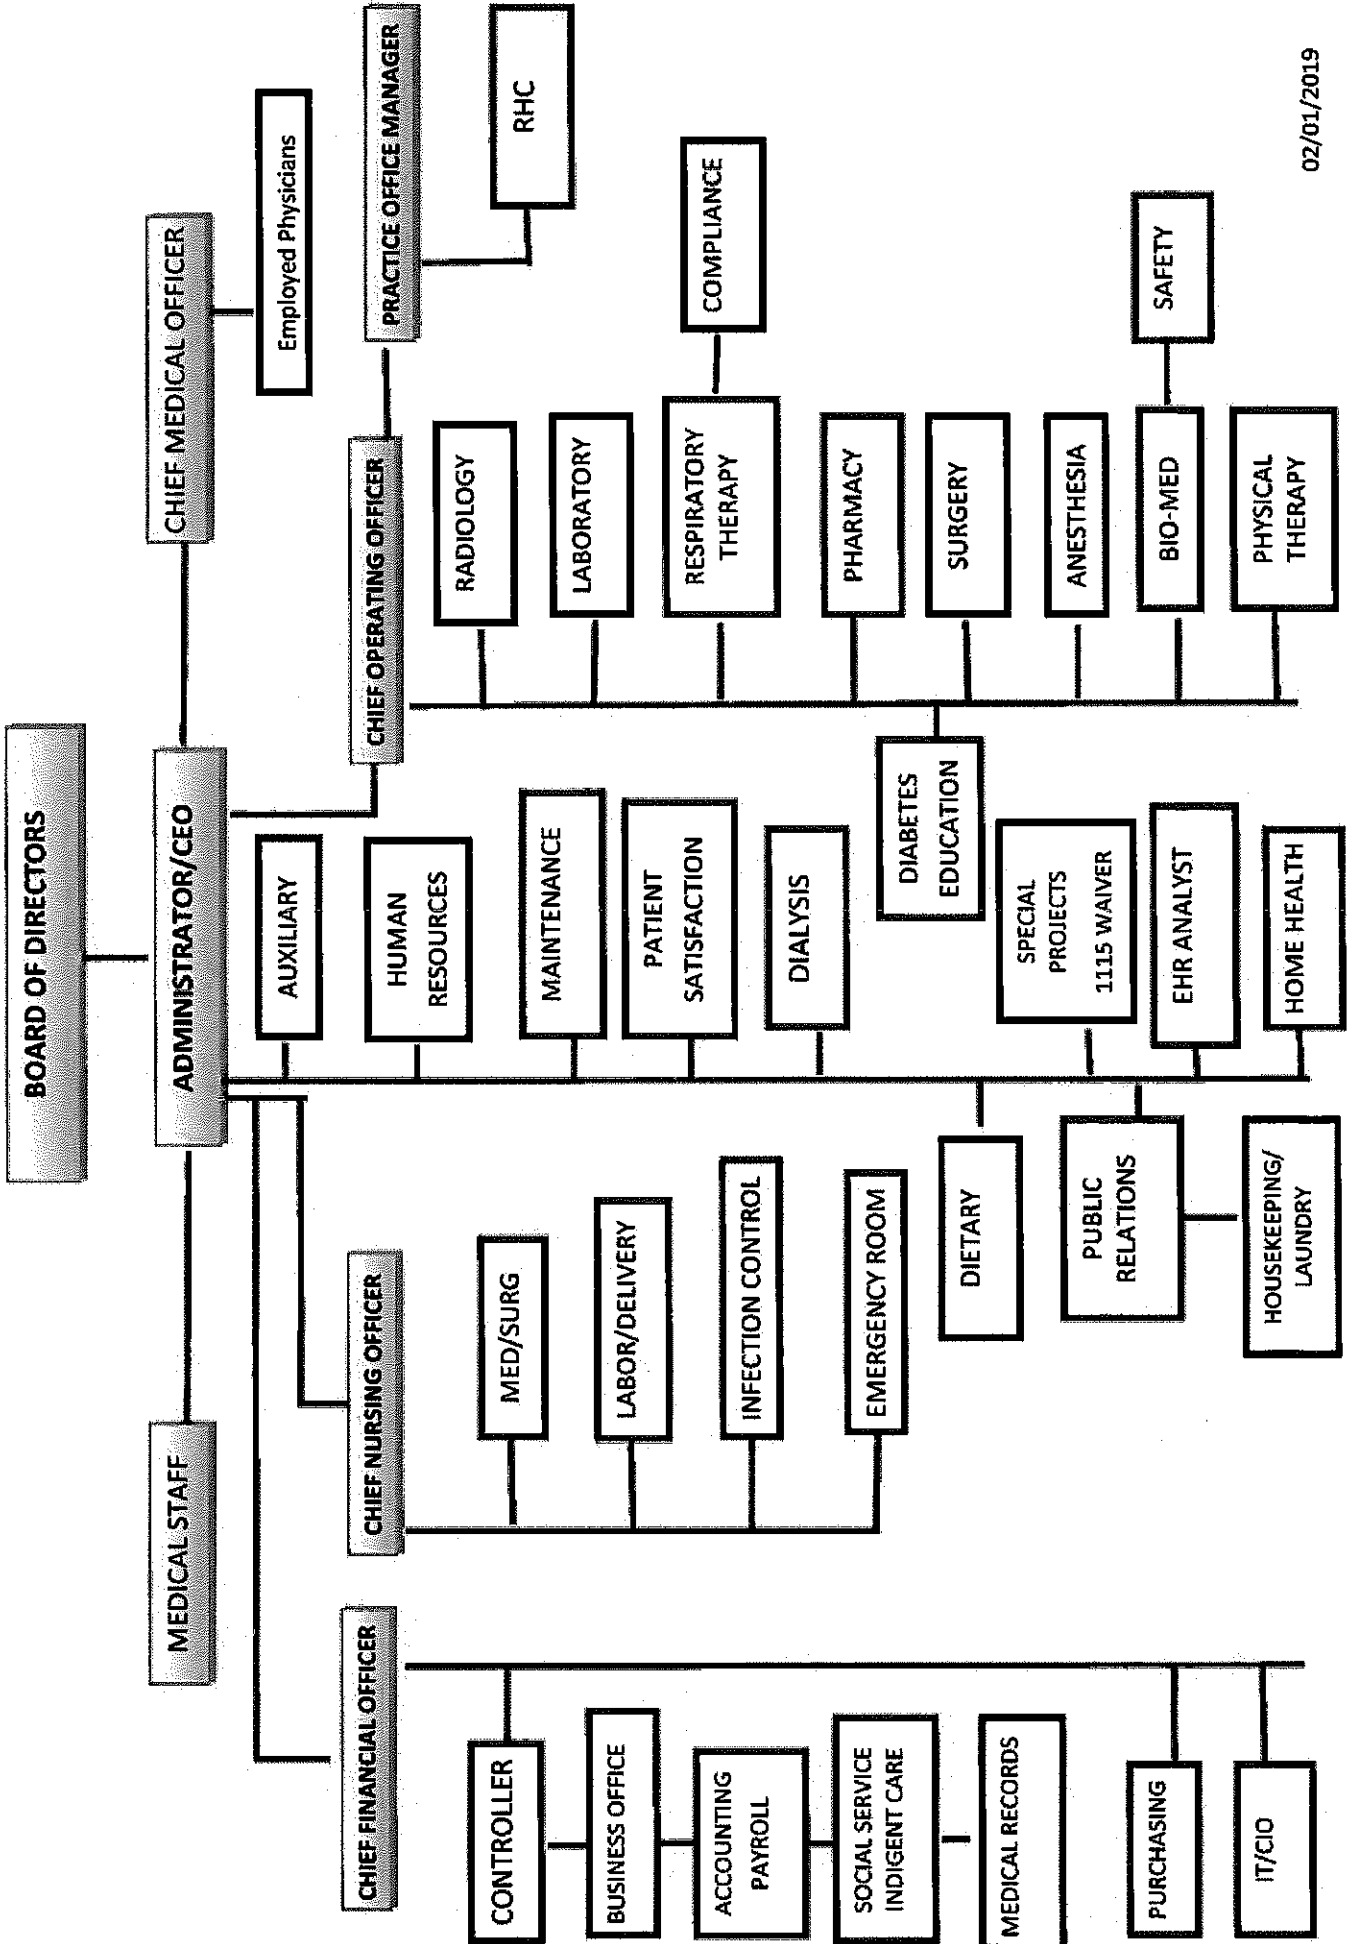 BOARD OF DIRECTORS
MEDICAL STAFF
ADMINISTRATOR/CEO
CHIEF MEDICAL OFFICER
Employed Physicians
CHIEF FINANCIAL OFFICER
CHIEF NURSING OFFICER
CHIEF OPERATING OFFICER
PRACTICE OFFICE MANAGER
RHC
CONTROLLER
BUSINESS OFFICE
ACCOUNTING
PAYROLL
SOCIAL SERVICE
INDIGENT CARE
MEDICAL RECORDS
PURCHASING
IT/CIO
MED/SURG
LABOR/DELIVERY
INFECTION CONTROL
EMERGENCY ROOM
DIETARY
PUBLIC
RELATIONS
HOUSEKEEPING/
LAUNDRY
AUXILIARY
HUMAN
RESOURCES
MAINTENANCE
PATIENT
SATISFACTION
DIALYSIS
DIABETES
EDUCATION
SPECIAL
PROJECTS
1115 WAIVER
EHR ANALYST
HOME HEALTH
RADIOLOGY
LABORATORY
RESPIRATORY
THERAPY
COMPLIANCE
PHARMACY
SURGERY
ANESTHESIA
BIO-MED
SAFETY
PHYSICAL
THERAPY
02/01/2019